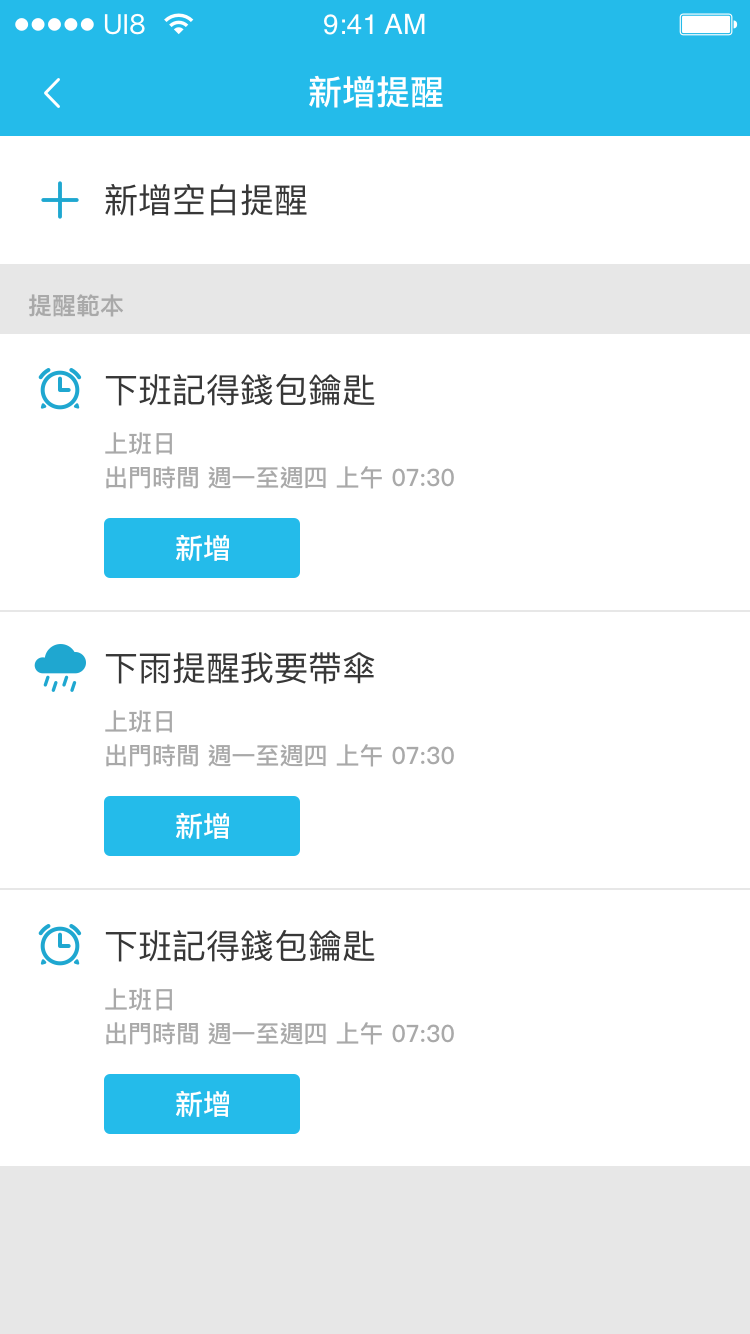 UI8 9:41 AM
新增提醒
新增空白提醒
提醒範本
下班記得錢包鑰匙
上班日
出門時間 週一至週四 上午 07:30
新增
下雨提醒我要帶傘
上班日
出門時間 週一至週四 上午 07:30
新增
下班記得錢包鑰匙
上班日
出門時間 週一至週四 上午 07:30
新增